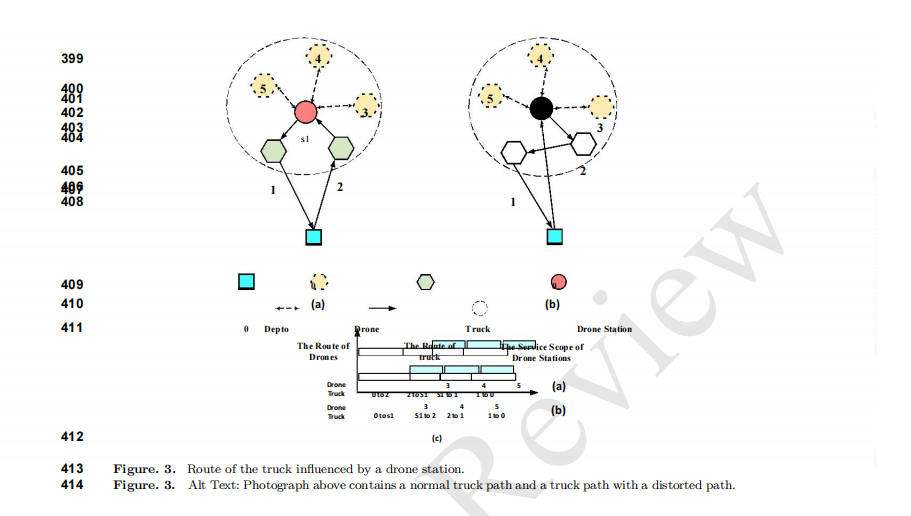 399
400
401
402
403
404
405
406
407
408
409
410
411
412
413
414
4
5
3
s1
1
2
0
4
5
3
2
1
(a)
(b)
0 Depto Drone Truck Drone Station
The Route of Drones
The Route of truck
The Service Scope of Drone Stations
Drone 3 4 5
Truck 0 to 2 2 to S1 S1 to 1 1 to 0
(a)
Drone 3 4 5
Truck 0 to s1 S1 to 2 2 to 1 1 to 0
(b)
(c)
Figure. 3. Route of the truck influenced by a drone station.
Figure. 3. Alt Text: Photograph above contains a normal truck path and a truck path with a distorted path.
Review